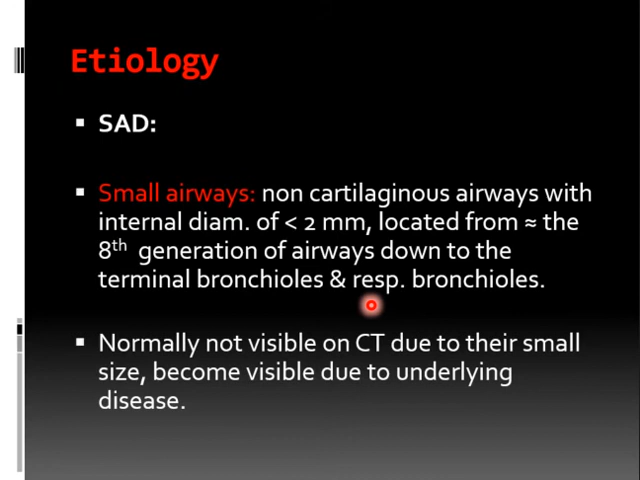 Etiology
SAD:
Small airways: non cartilaginous airways with
internal diam. of < 2 mm, located from ≈ the
8th generation of airways down to the
terminal bronchioles & resp. bronchioles.
Normally not visible on CT due to their small
size, become visible due to underlying
disease.